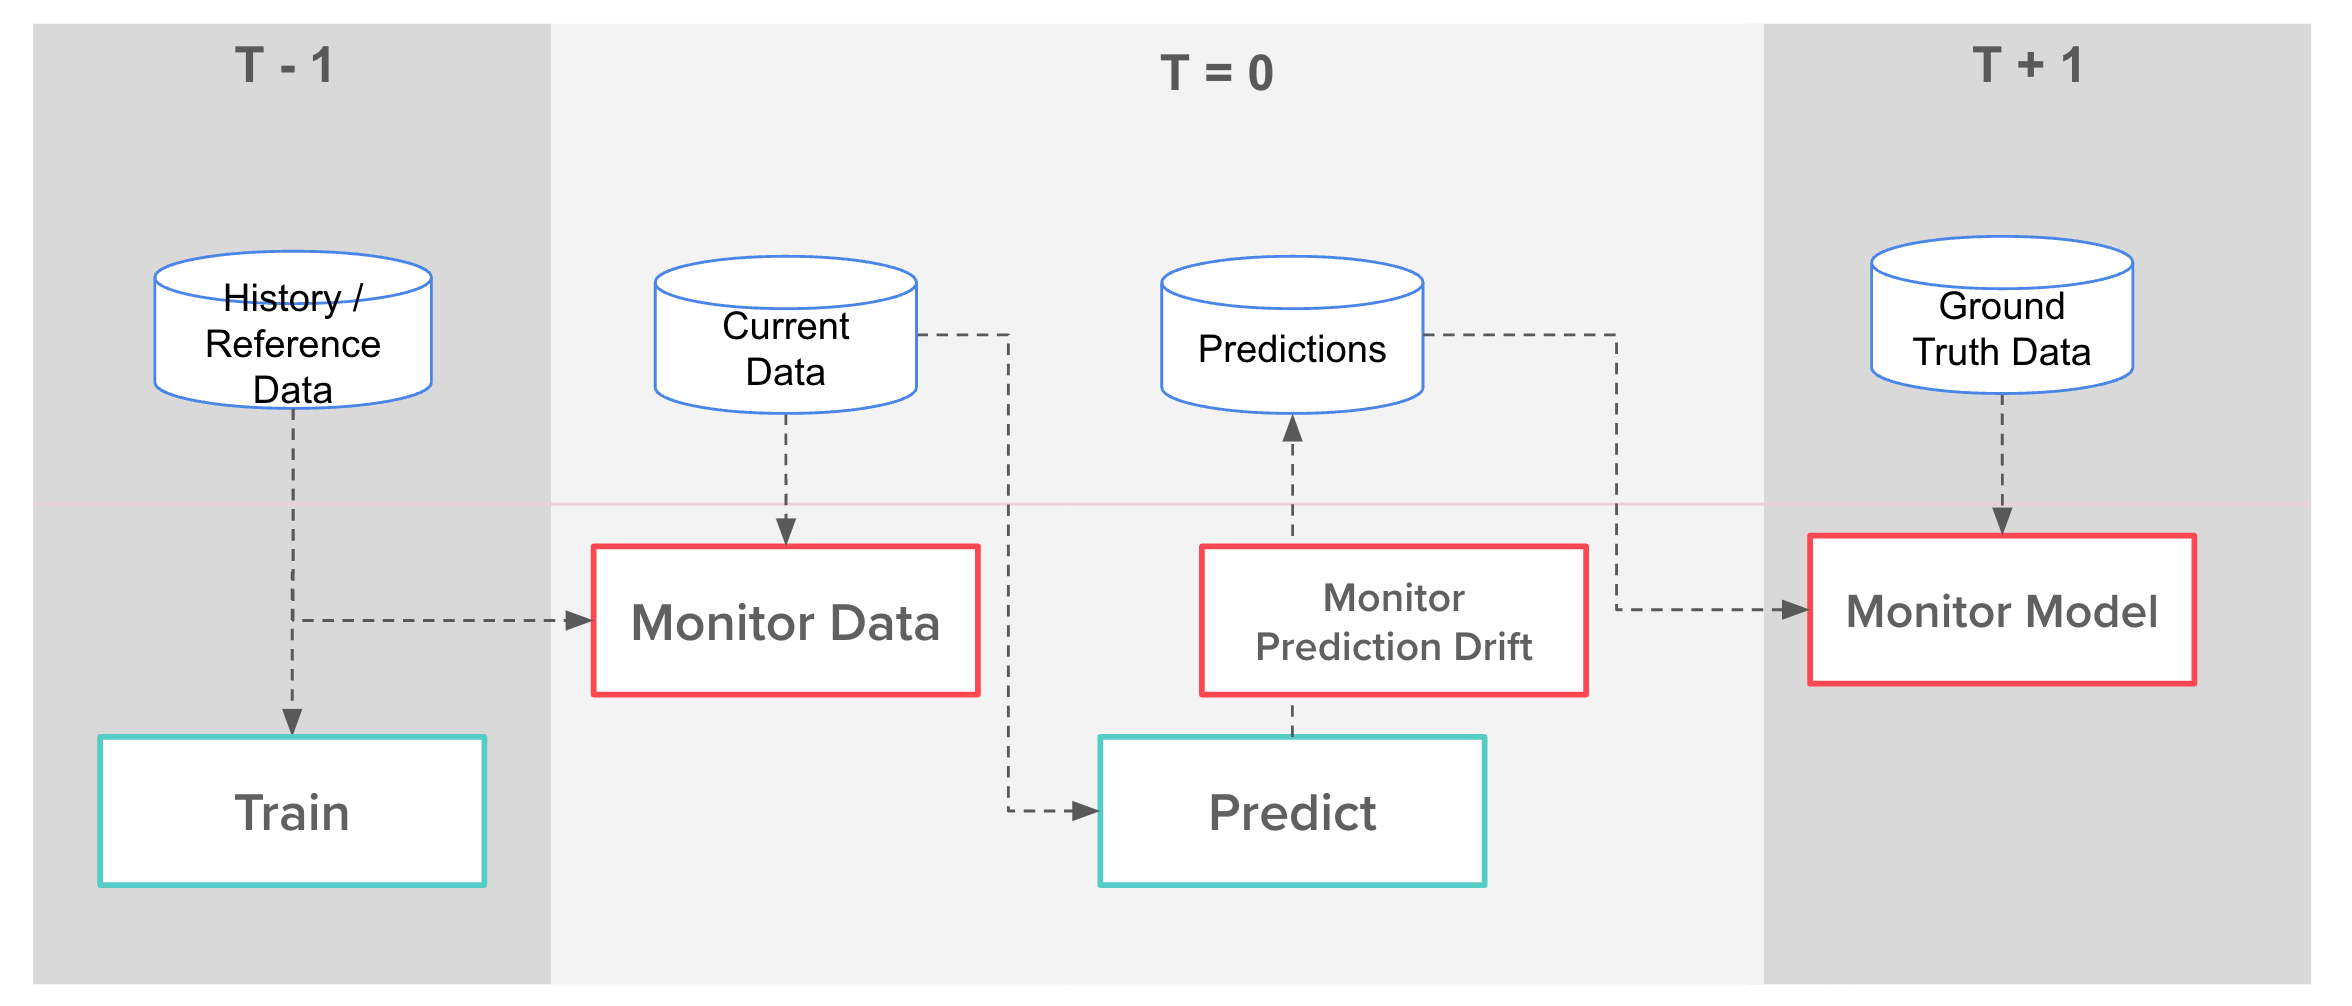 T - 1
T = 0
T + 1
History /
Reference
Data
Current
Data
Predictions
Ground
Truth Data
Monitor Data
Monitor
Prediction Drift
Monitor Model
Train
Predict